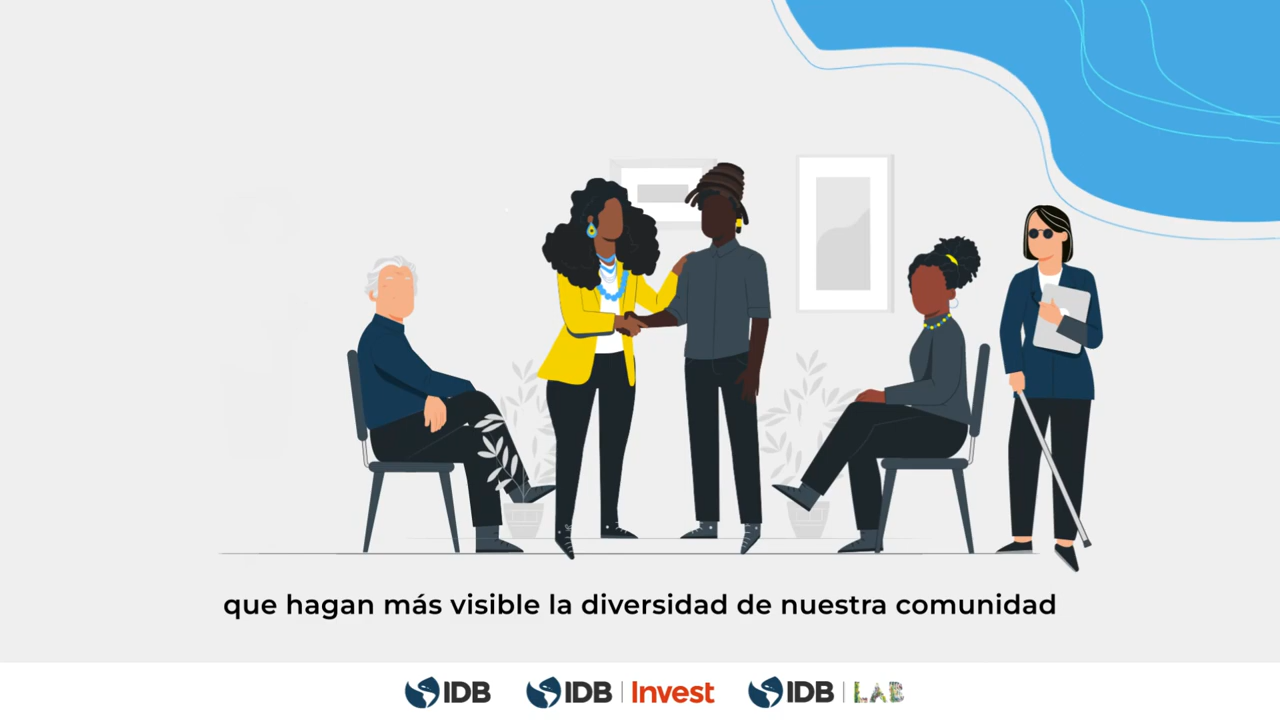 que hagan más visible la diversidad de nuestra comunidad
IDB IDB Invest IDB LAB